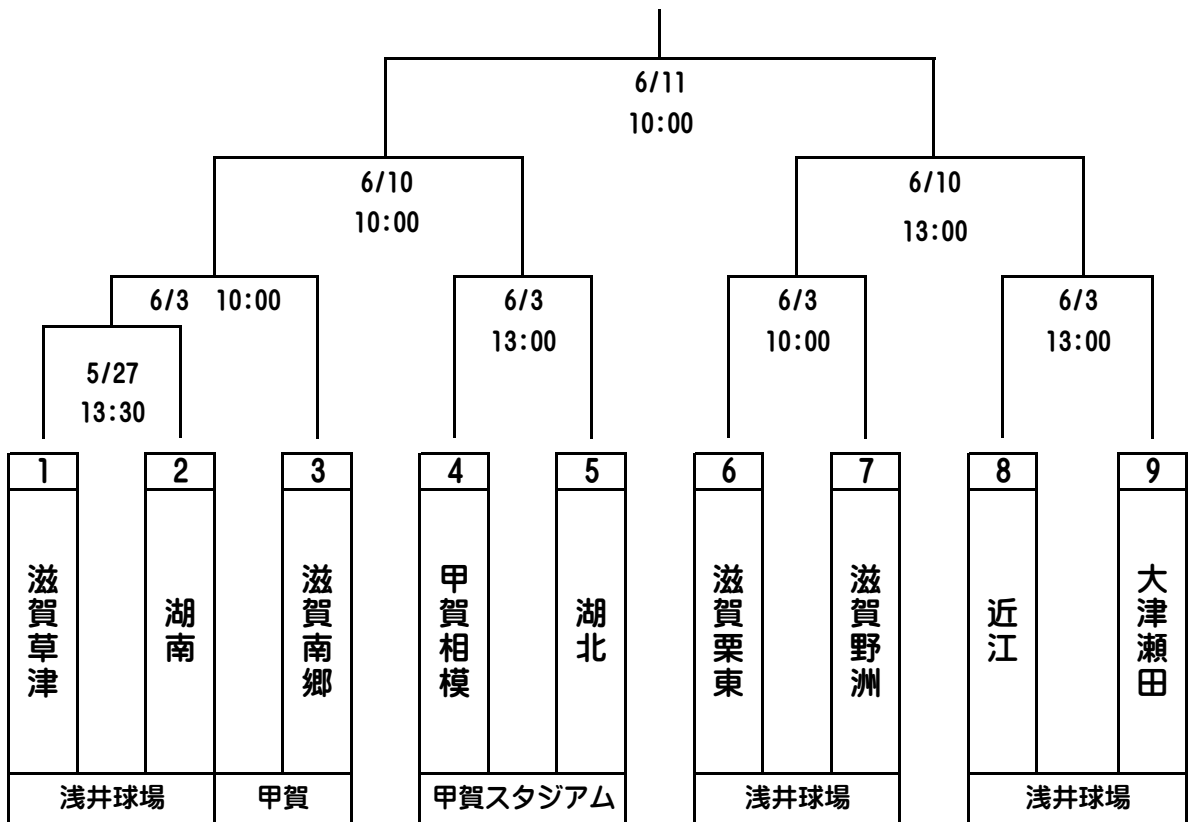 6/11
10:00
6/10
10:00
6/10
13:00
6/3 10:00
6/3
13:00
6/3
10:00
6/3
13:00
5/27
13:30
1
2
3
4
5
6
7
8
9
滋賀草津
湖南
滋賀南郷
甲賀相模
湖北
滋賀栗東
滋賀野洲
近江
大津瀬田
浅井球場
甲賀
甲賀スタジアム
浅井球場
浅井球場